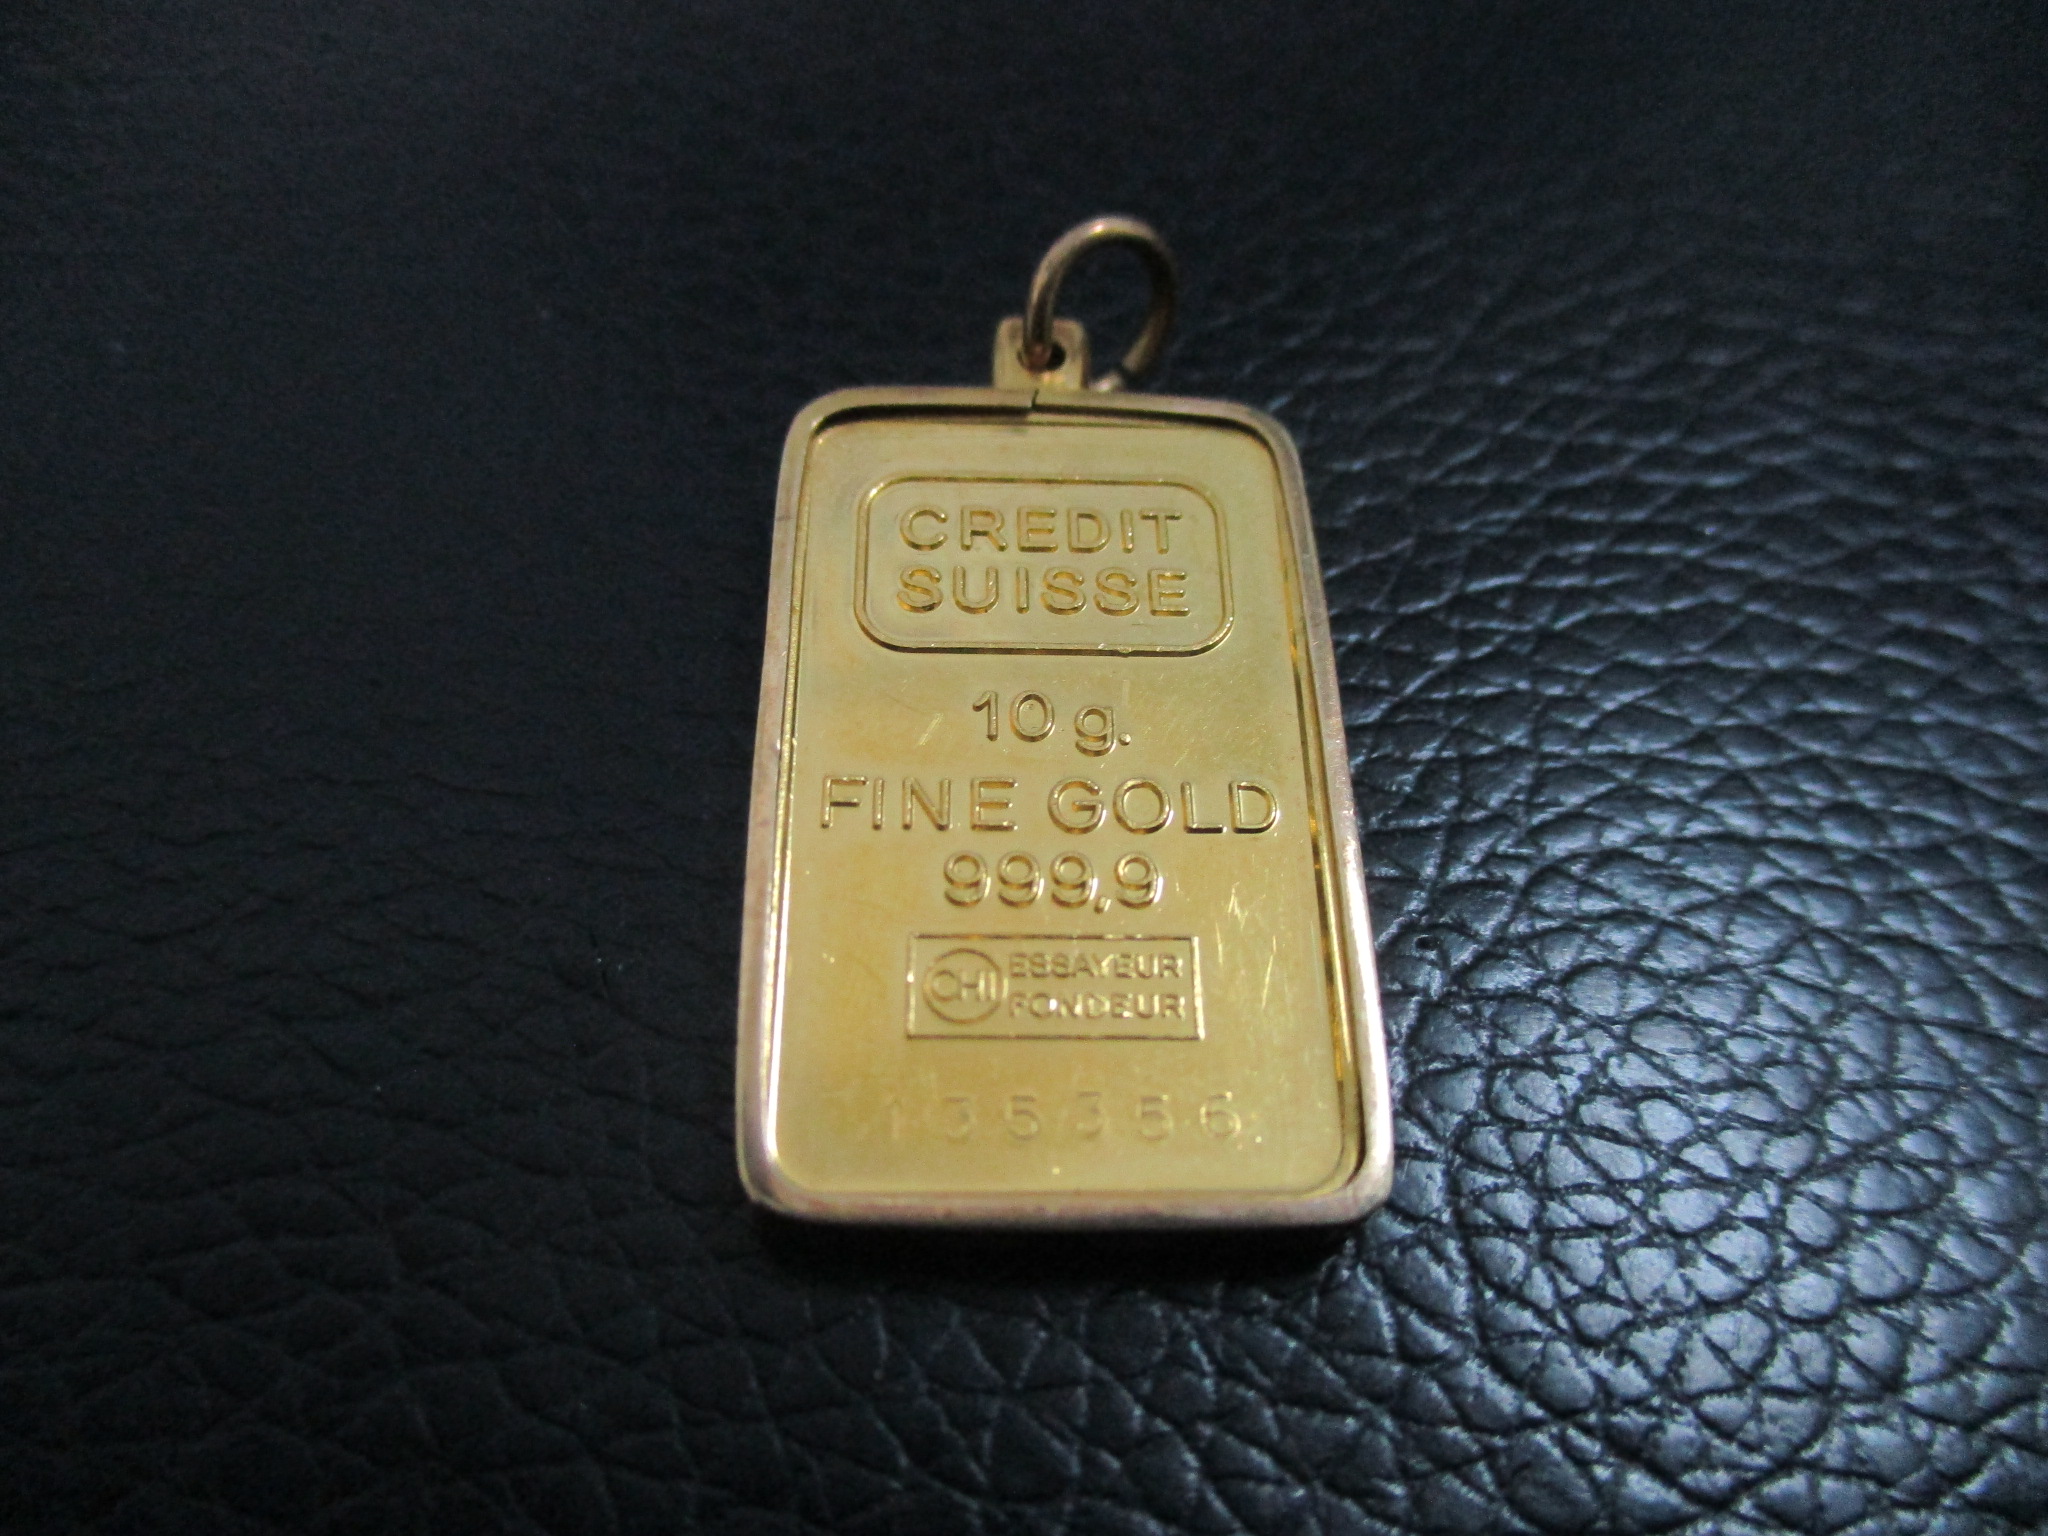 CREDIT
SUISSE
10 g.
FINE GOLD
999,9
CHI ESSAYEUR
FONDEUR
135356